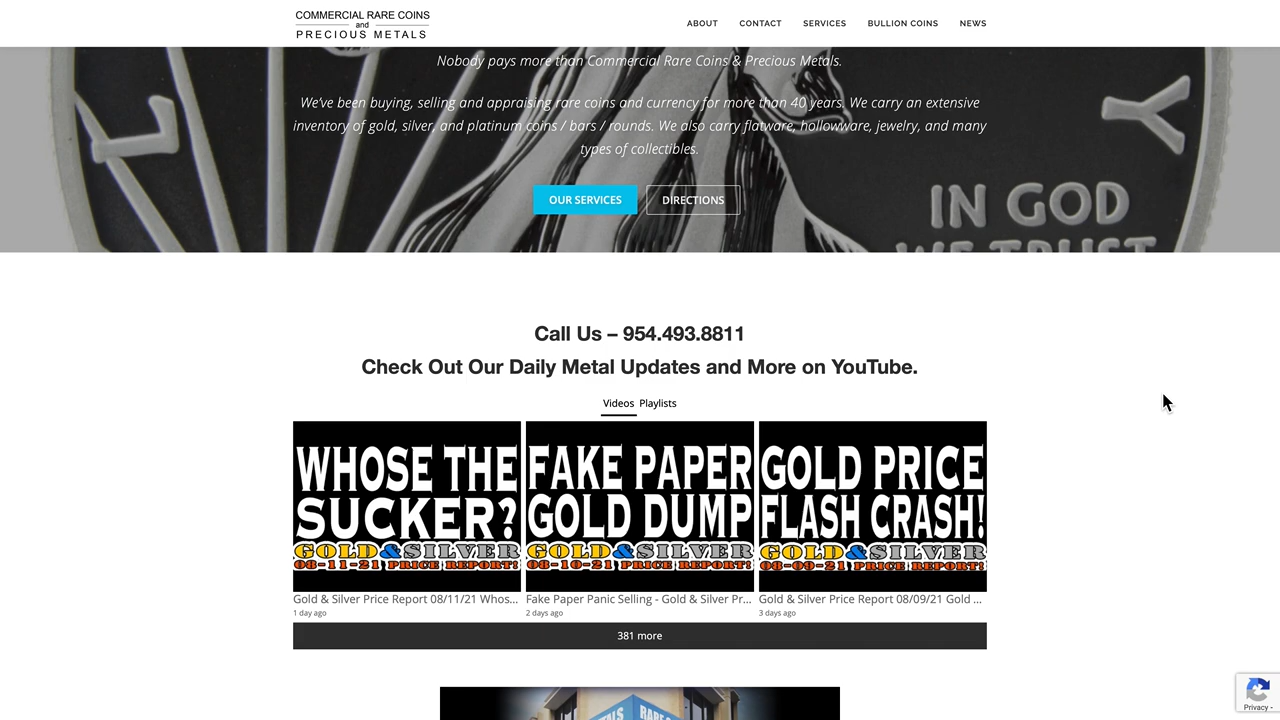 COMMERCIAL RARE COINS
and
PRECIOUS METALS
ABOUT CONTACT SERVICES BULLION COINS NEWS
Nobody pays more than Commercial Rare Coins & Precious Metals.
We've been buying, selling and appraising rare coins and currency for more than 40 years. We carry an extensive
inventory of gold, silver, and platinum coins / bars / rounds. We also carry flatware, hollowware, jewelry, and many
types of collectibles.
OUR SERVICES DIRECTIONS
L Y
IN GOD
WE TRUST
Call Us – 954.493.8811
Check Out Our Daily Metal Updates and More on YouTube.
Videos Playlists
WHOSE THE
SUCKER?
GOLD&SILVER
08-11-21 PRICE REPORT!
FAKE PAPER
GOLD DUMP
GOLD&SILVER
08-10-21 PRICE REPORT!
GOLD PRICE
FLASH CRASH!
GOLD&SILVER
08-09-21 PRICE REPORT!
Gold & Silver Price Report 08/11/21 Whos...
1 day ago
Fake Paper Panic Selling - Gold & Silver Pr...
2 days ago
Gold & Silver Price Report 08/09/21 Gold ...
3 days ago
381 more
RARE
Privacy -